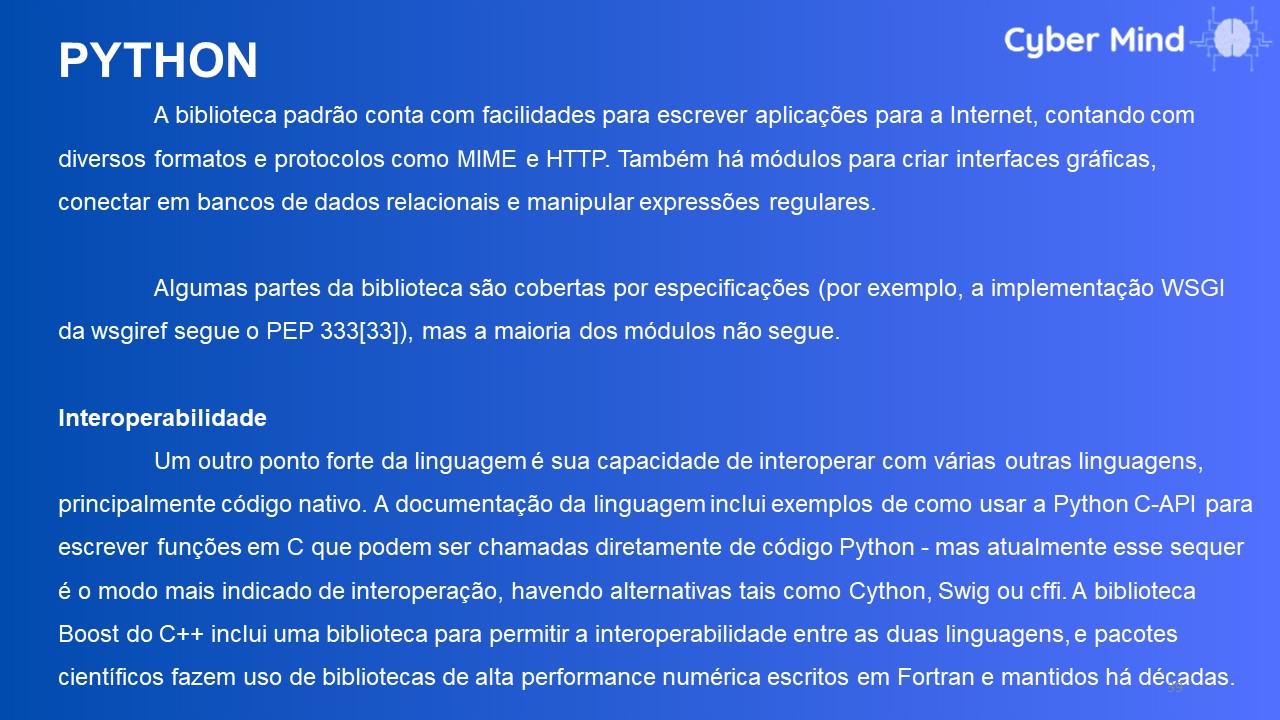 PYTHON
Cyber Mind
A biblioteca padrão conta com facilidades para escrever aplicações para a Internet, contando com
diversos formatos e protocolos como MIME e HTTP. Também há módulos para criar interfaces gráficas,
conectar em bancos de dados relacionais e manipular expressões regulares.
Algumas partes da biblioteca são cobertas por especificações (por exemplo, a implementação WSGI
da wsgiref segue o PEP 333[33]), mas a maioria dos módulos não segue.
Interoperabilidade
Um outro ponto forte da linguagem é sua capacidade de interoperar com várias outras linguagens,
principalmente código nativo. A documentação da linguagem inclui exemplos de como usar a Python C-API para
escrever funções em C que podem ser chamadas diretamente de código Python - mas atualmente esse sequer
é o modo mais indicado de interoperação, havendo alternativas tais como Cython, Swig ou cffi. A biblioteca
Boost do C++ inclui uma biblioteca para permitir a interoperabilidade entre as duas linguagens, e pacotes
científicos fazem uso de bibliotecas de alta performance numérica escritos em Fortran e mantidos há décadas.
39